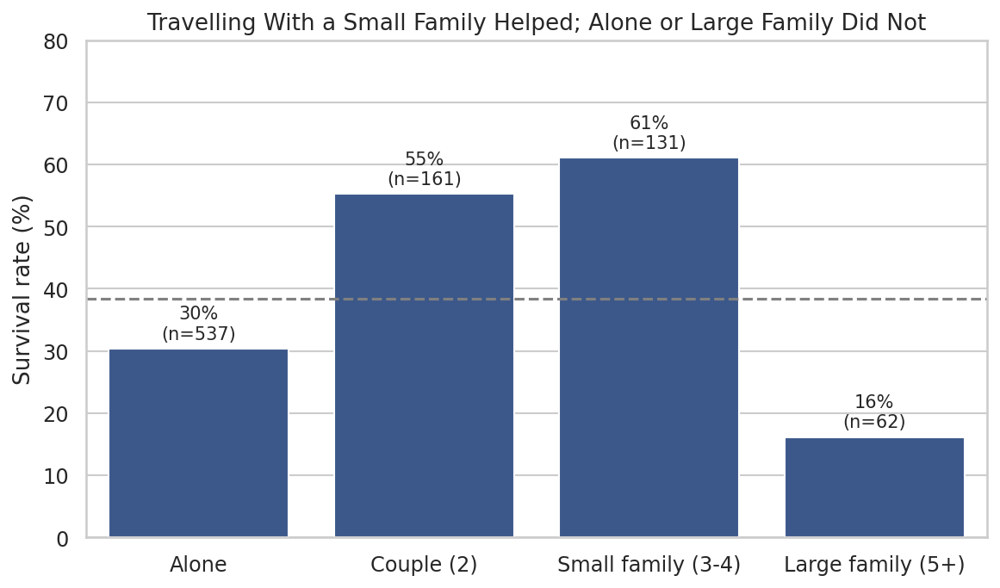 Travelling With a Small Family Helped; Alone or Large Family Did Not
Survival rate (%)
80
70
60
50
40
30
20
10
0
30%
(n=537)
55%
(n=161)
61%
(n=131)
16%
(n=62)
Alone
Couple (2)
Small family (3-4)
Large family (5+)